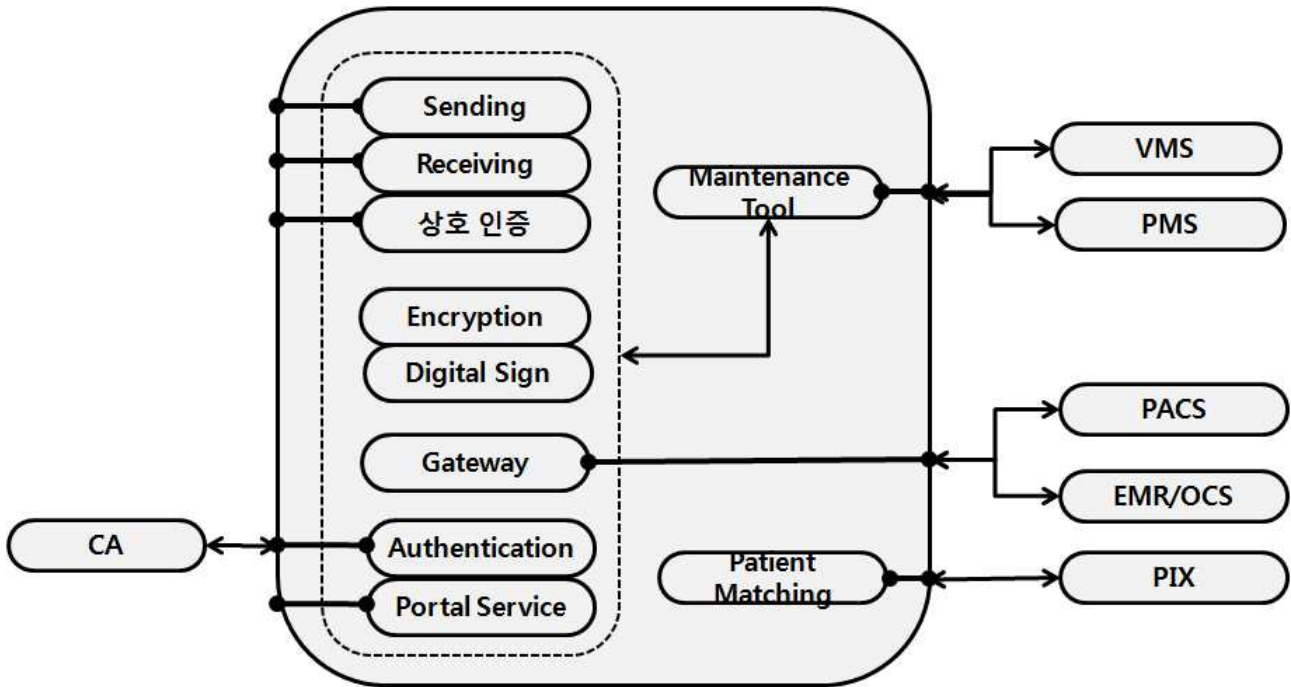 Sending
Receiving
상호 인증
Encryption
Digital Sign
Gateway
Authentication
Portal Service
CA
Maintenance
Tool
Patient
Matching
VMS
PMS
PACS
EMR/OCS
PIX